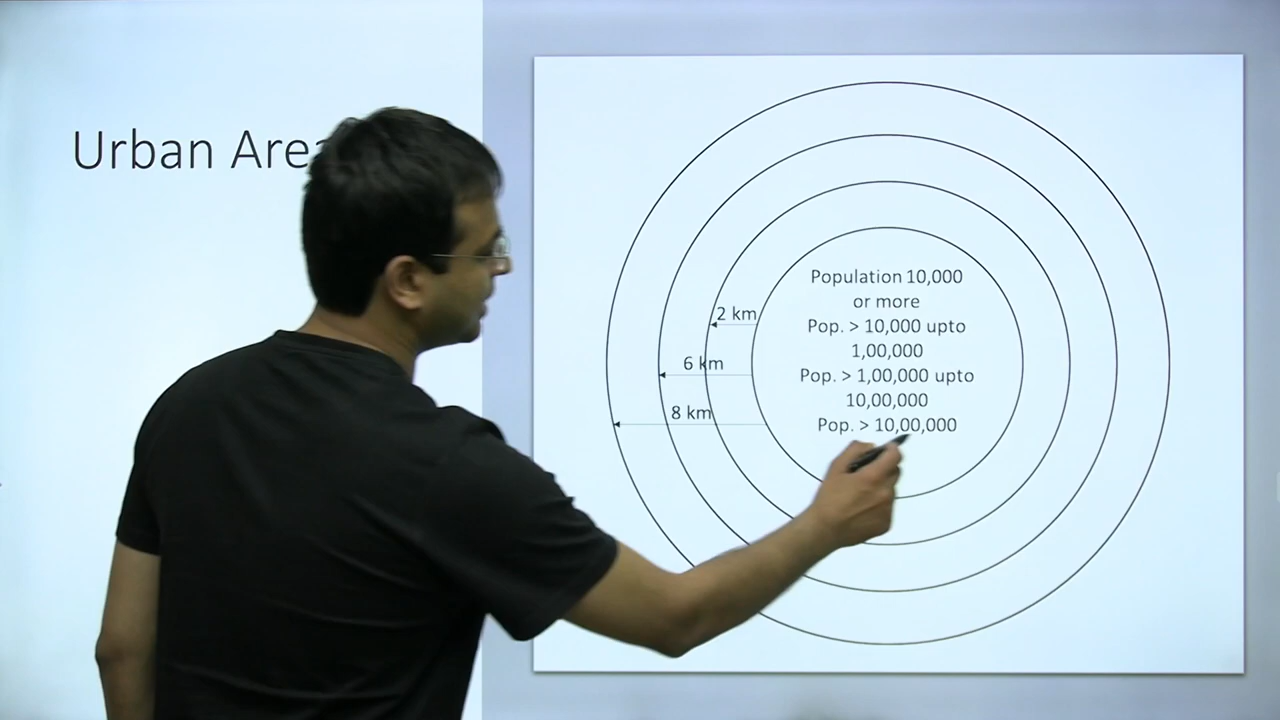 Urban Area
2 km
6 km
8 km
Population 10,000
or more
Pop. > 10,000 upto
1,00,000
Pop. > 1,00,000 upto
10,00,000
Pop. > 10,00,000